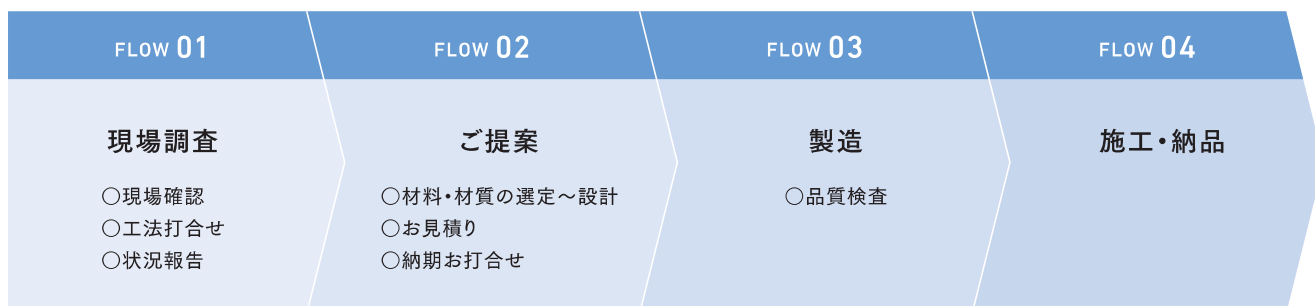 FLOW 01
現場調査
○現場確認
○工法打合せ
○状況報告
FLOW 02
ご提案
○材料・材質の選定～設計
○お見積り
○納期お打合せ
FLOW 03
製造
○品質検査
FLOW 04
施工・納品